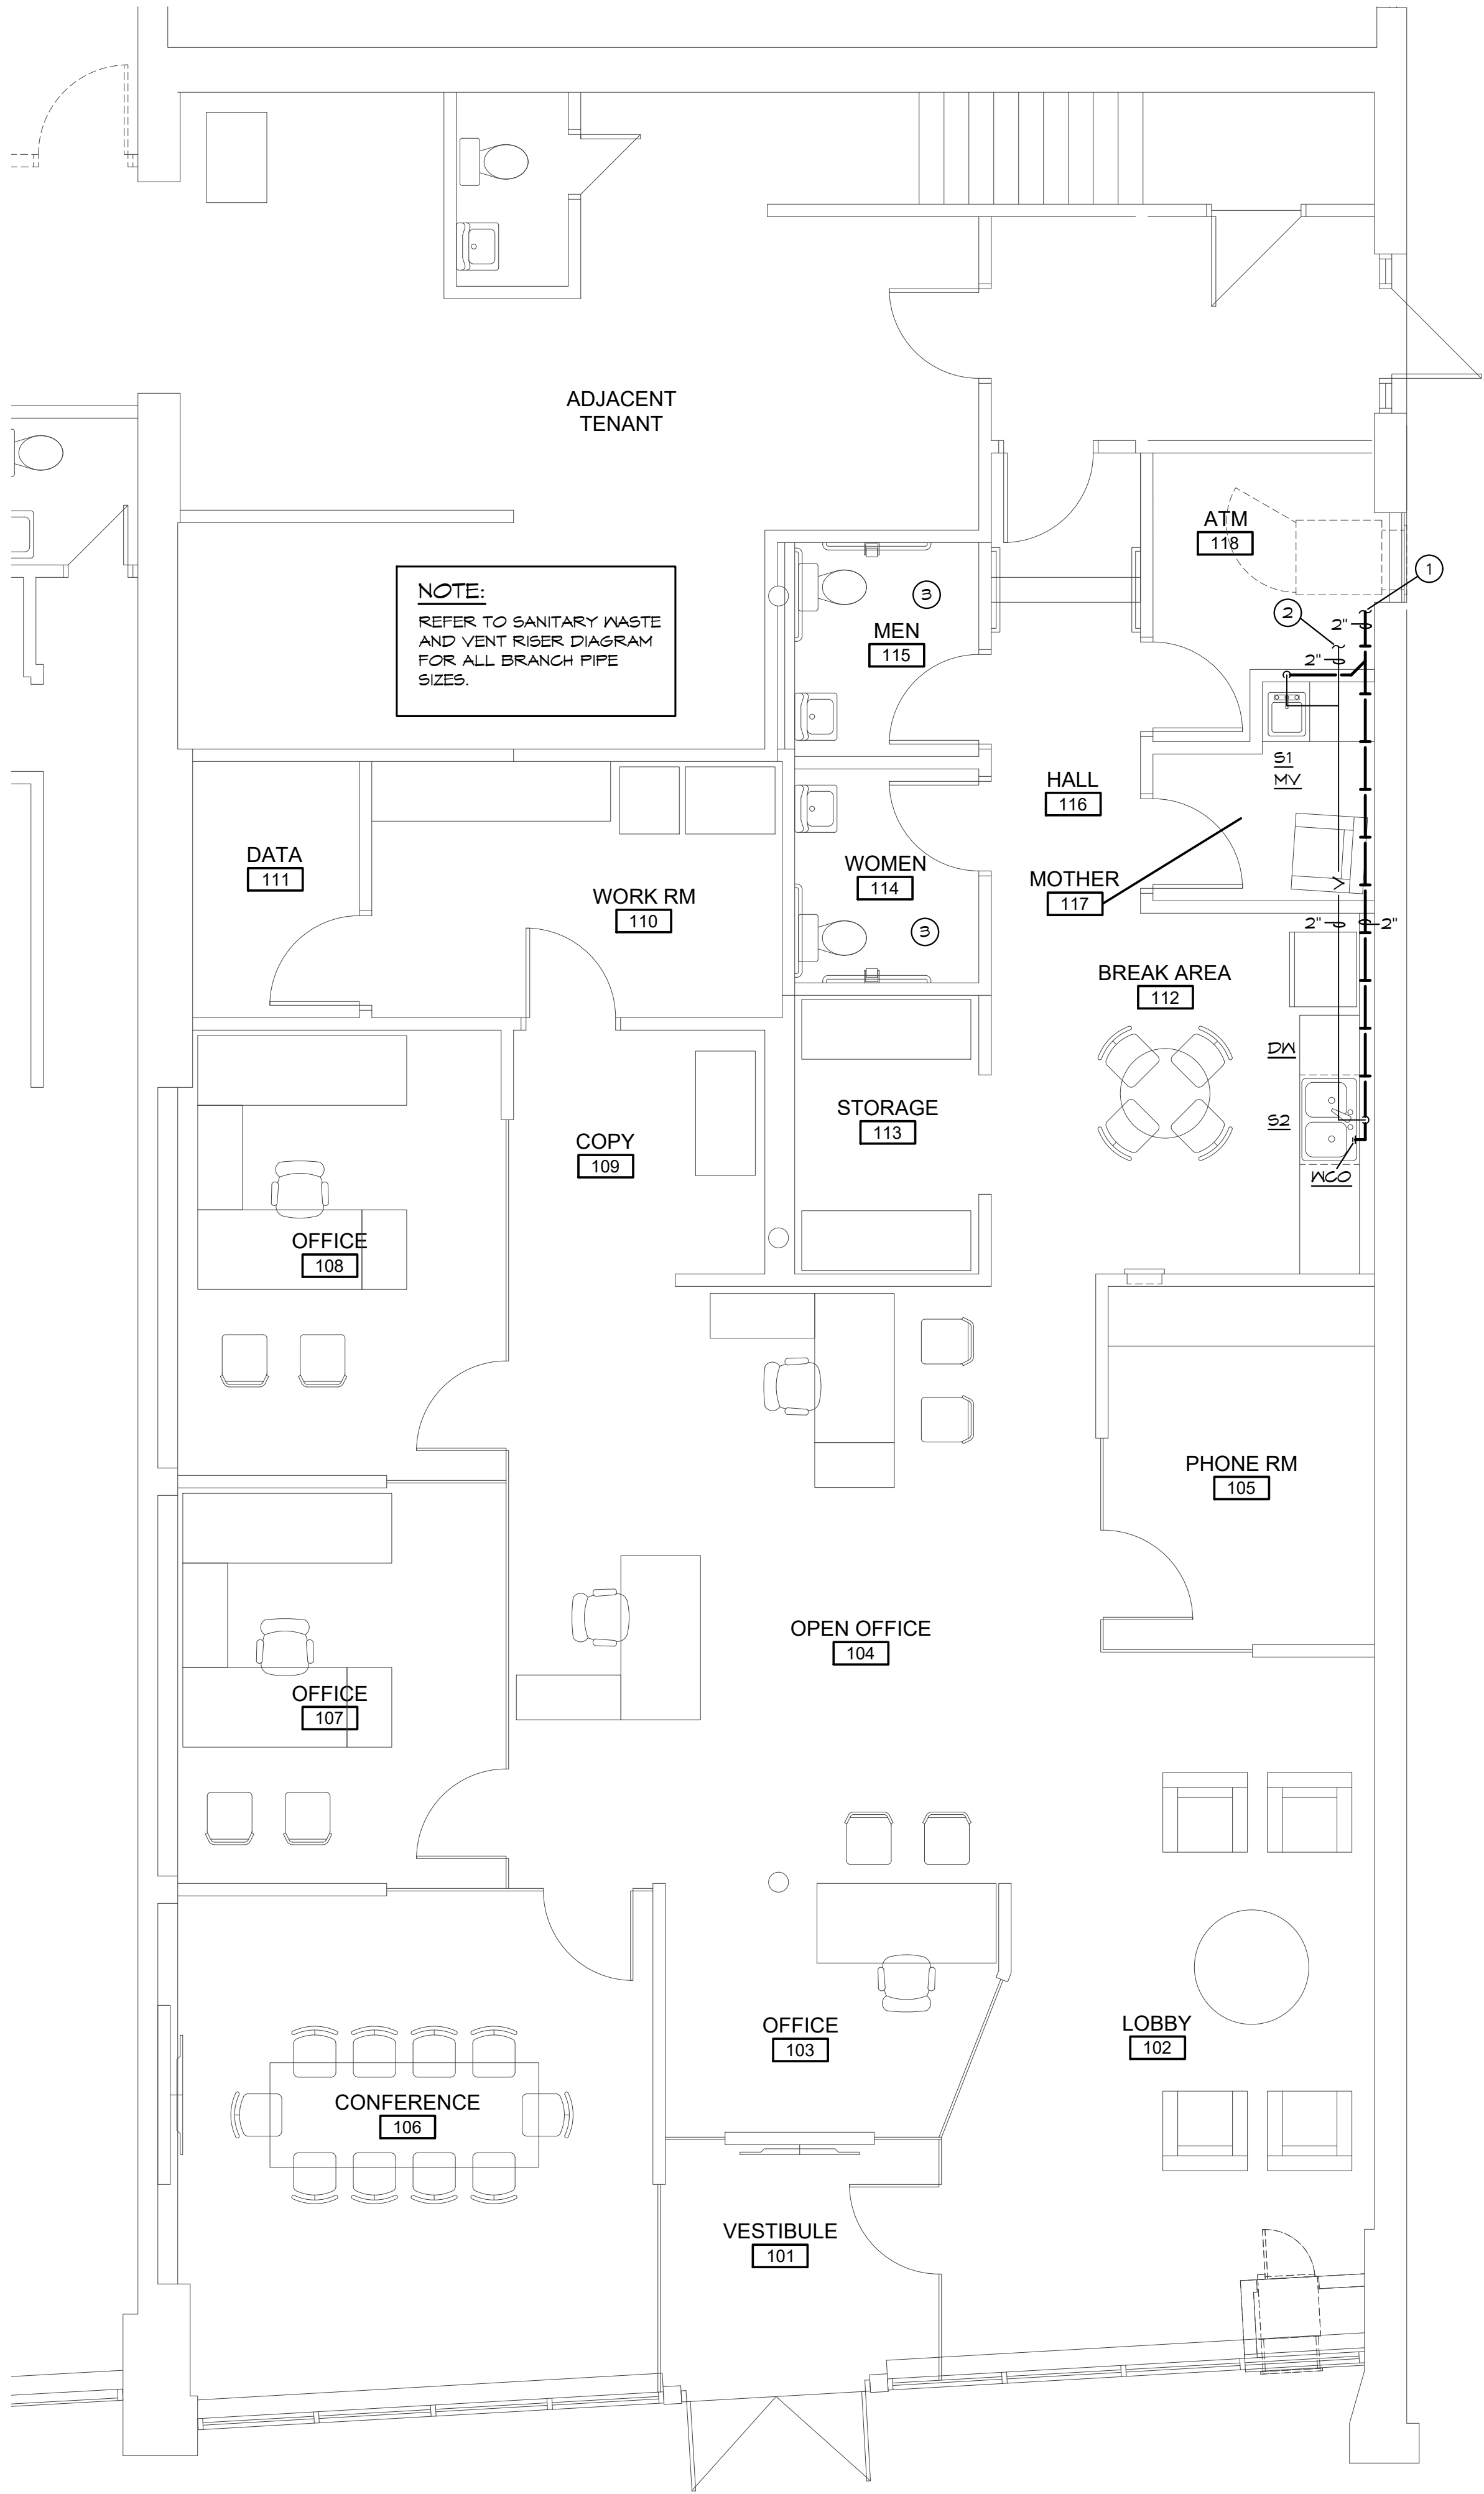 ADJACENT
TENANT
ATM
118
1
2
2"
2"
NOTE:
REFER TO SANITARY WASTE
AND VENT RISER DIAGRAM
FOR ALL BRANCH PIPE
SIZES.
3
MEN
115
S1
MV
HALL
116
DATA
111
WORK RM
110
WOMEN
114
3
MOTHER
117
V
2"
2"
BREAK AREA
112
DW
S2
WCO
STORAGE
113
COPY
109
OFFICE
108
PHONE RM
105
OPEN OFFICE
104
OFFICE
107
OFFICE
103
LOBBY
102
CONFERENCE
106
VESTIBULE
101